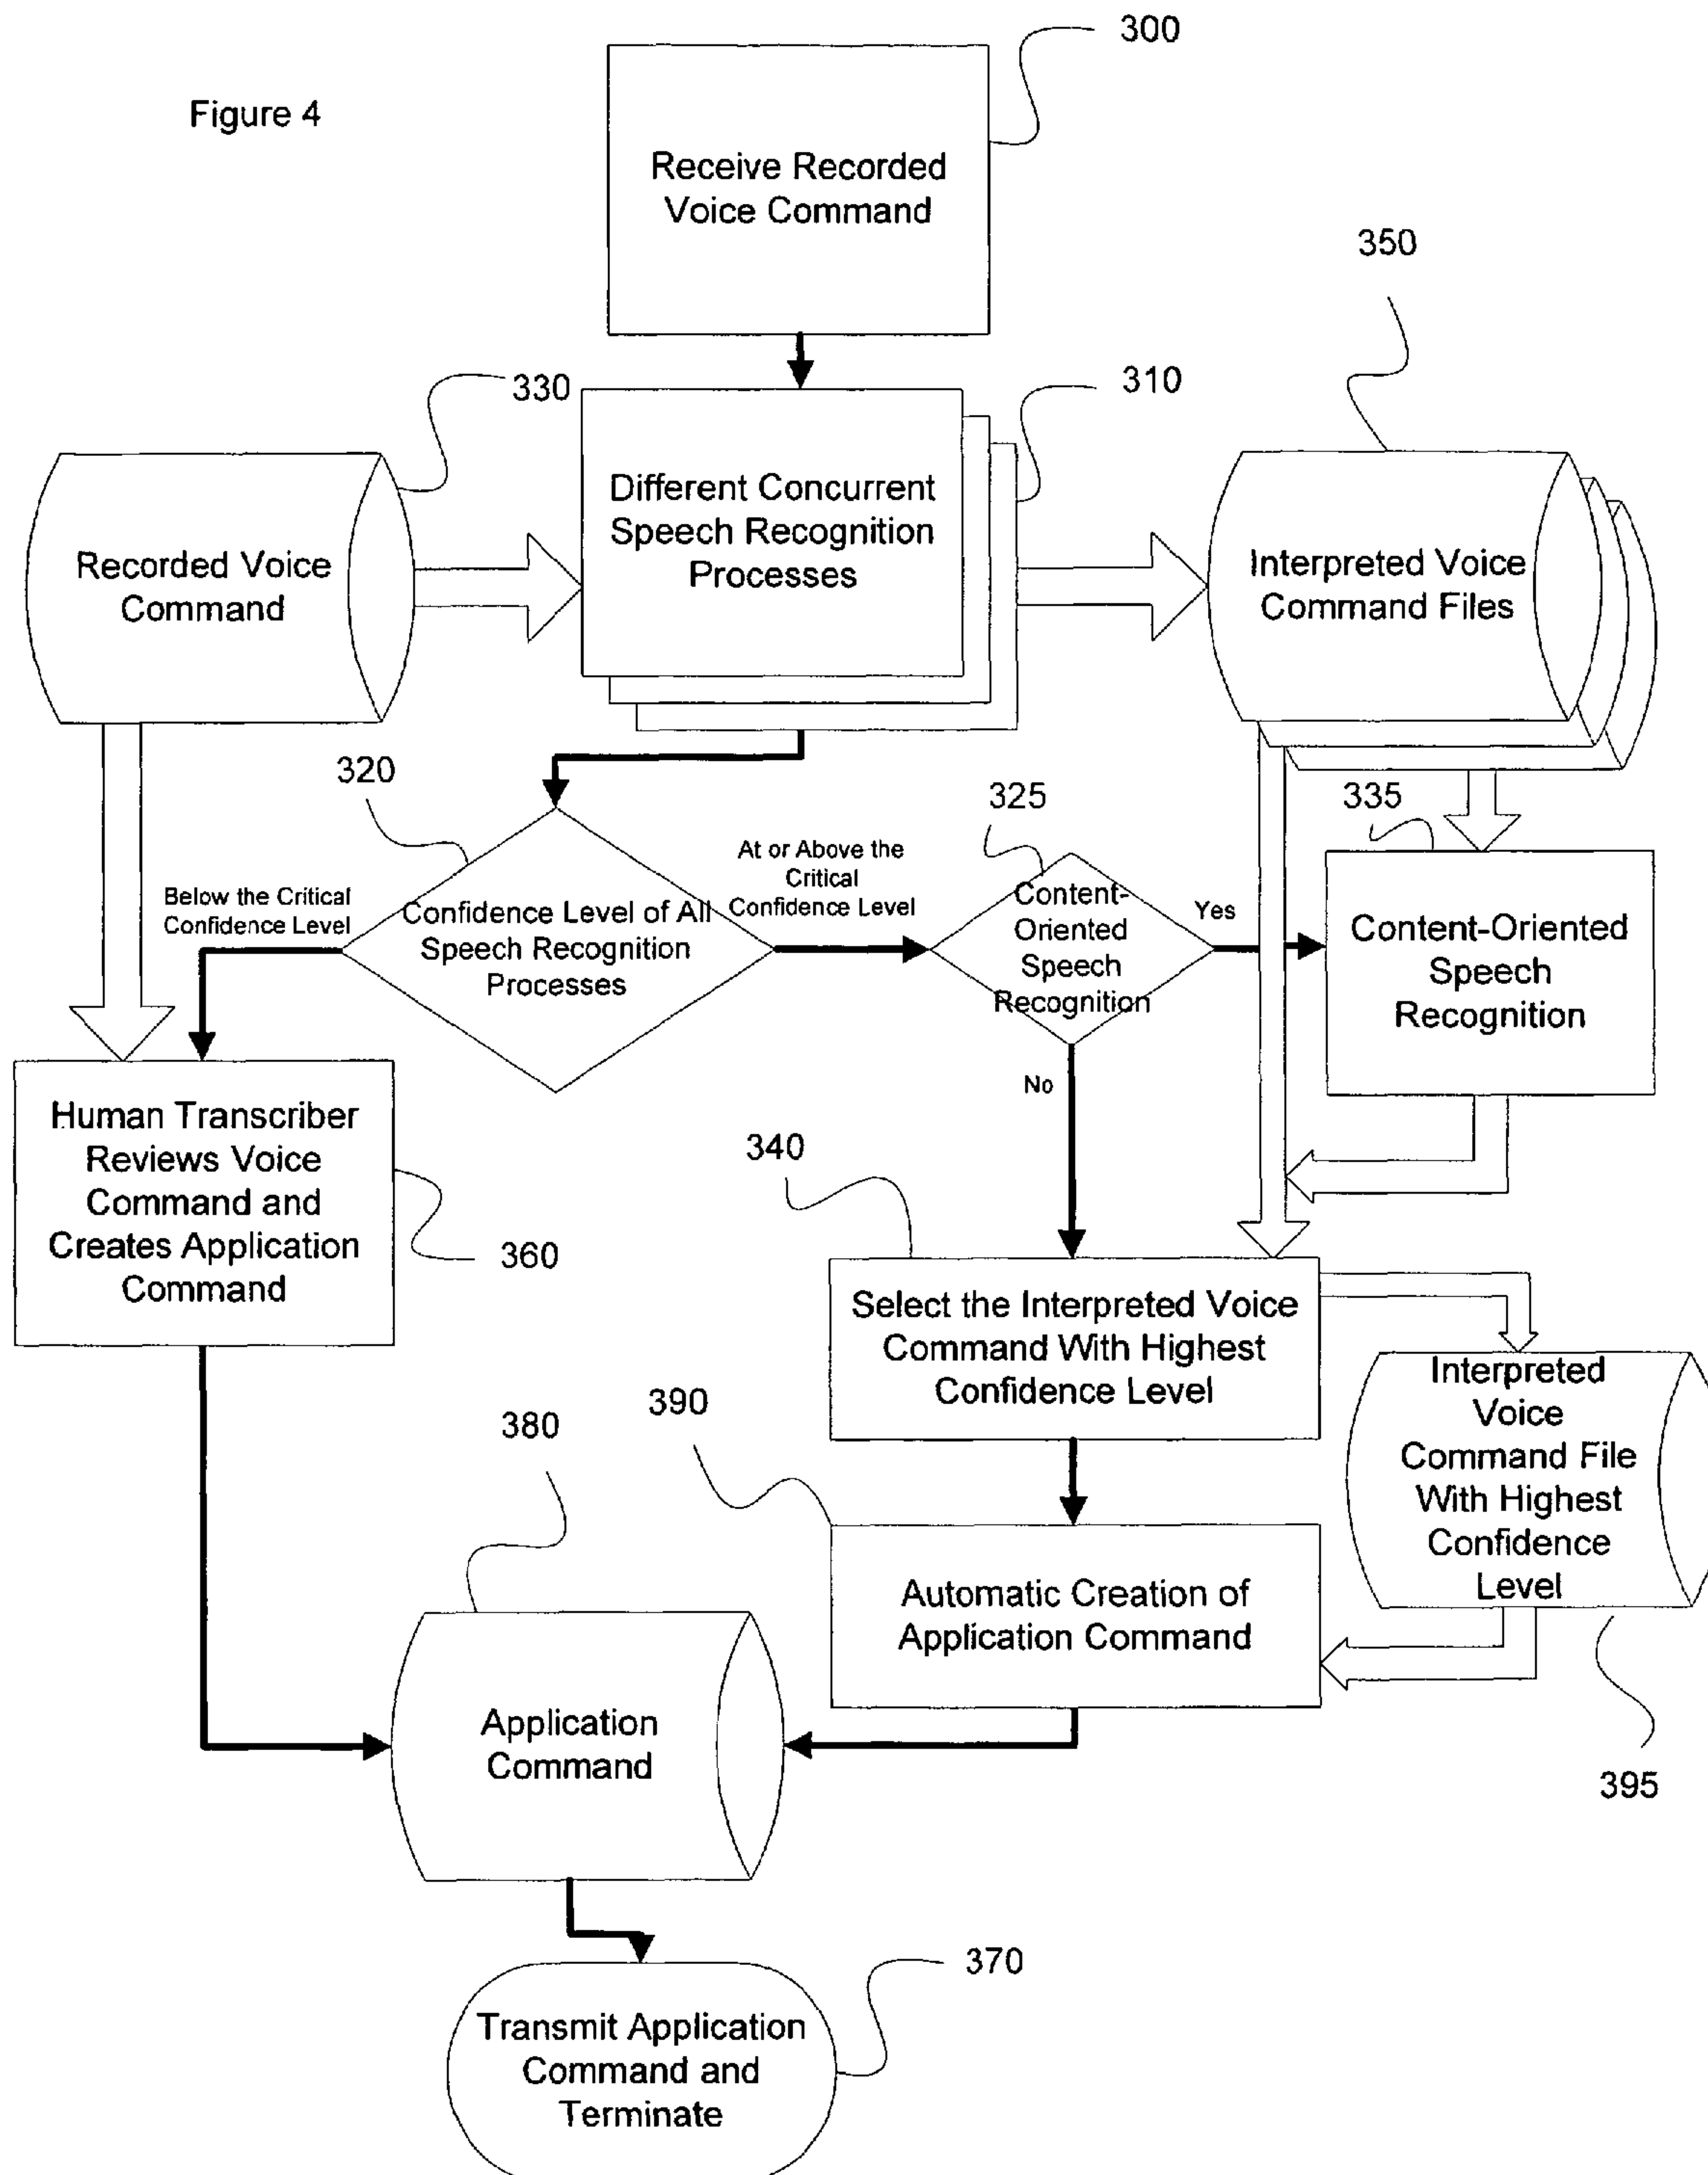 Figure 4
300
Receive Recorded
Voice Command
350
330
310
Recorded Voice
Command
Different Concurrent
Speech Recognition
Processes
Interpreted Voice
Command Files
320
325
335
Below the Critical
Confidence Level
Confidence Level of All
Speech Recognition
Processes
At or Above the
Critical
Confidence Level
Content-
Oriented
Speech
Recognition
Yes
Content-Oriented
Speech
Recognition
No
Human Transcriber
Reviews Voice
Command and
Creates Application
Command
360
340
Select the Interpreted Voice
Command With Highest
Confidence Level
Interpreted
Voice
Command File
With Highest
Confidence
Level
390
380
Automatic Creation of
Application Command
Application
Command
395
370
Transmit Application
Command and
Terminate